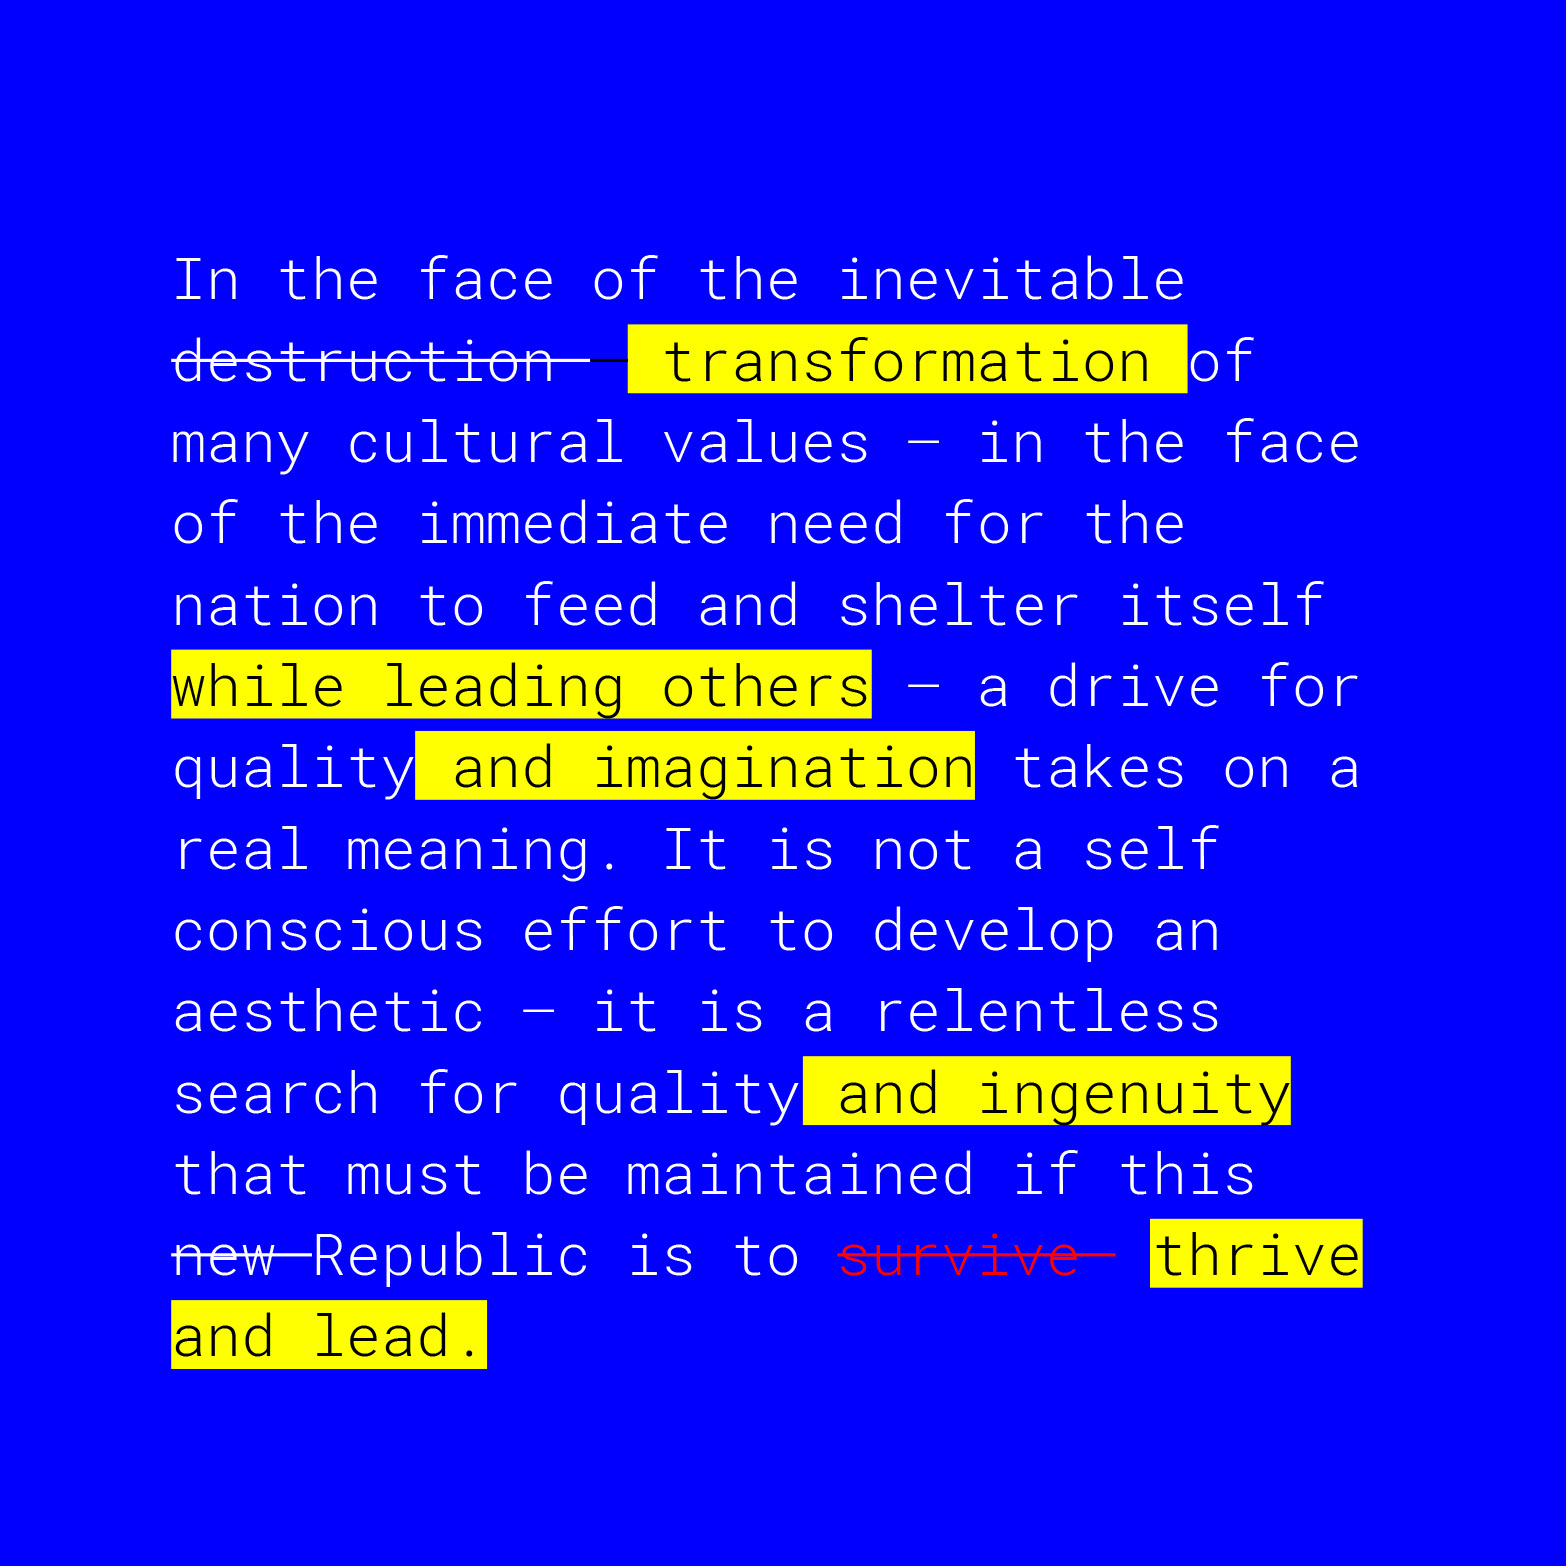 In the face of the inevitable
destruction — transformation of
many cultural values – in the face
of the immediate need for the
nation to feed and shelter itself
while leading others – a drive for
quality and imagination takes on a
real meaning. It is not a self
conscious effort to develop an
aesthetic – it is a relentless
search for quality and ingenuity
that must be maintained if this
new Republic is to survive thrive
and lead.